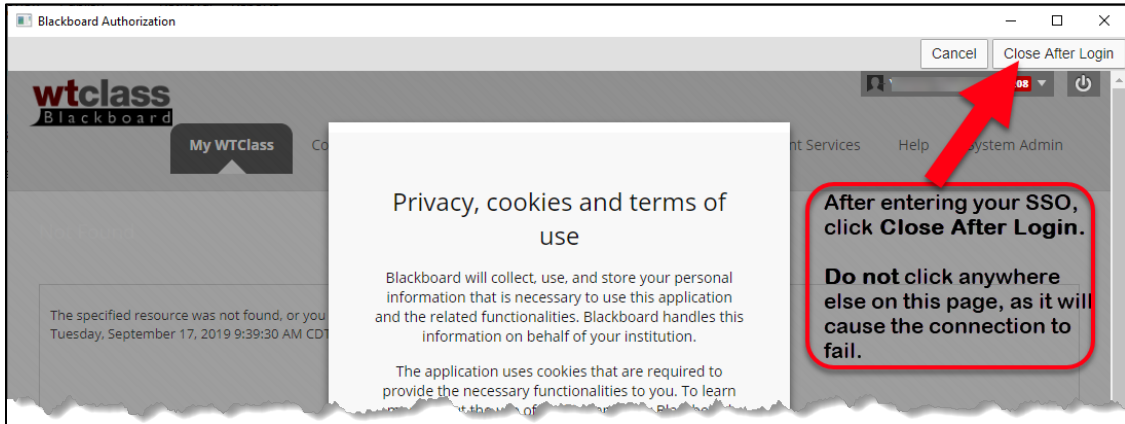 Blackboard Authorization
Cancel
Close After Login
wtclass
Blackboard
08
My WTClass
Co
nt Services
Help
System Admin
Privacy, cookies and terms of
use
Blackboard will collect, use, and store your personal
information that is necessary to use this application
and the related functionalities. Blackboard handles this
information on behalf of your institution.
The application uses cookies that are required to
provide the necessary functionalities to you. To learn
Not Found
The specified resource was not found, or you
Tuesday, September 17, 2019 9:39:30 AM CDT
After entering your SSO,
click Close After Login.
Do not click anywhere
else on this page, as it will
cause the connection to
fail.